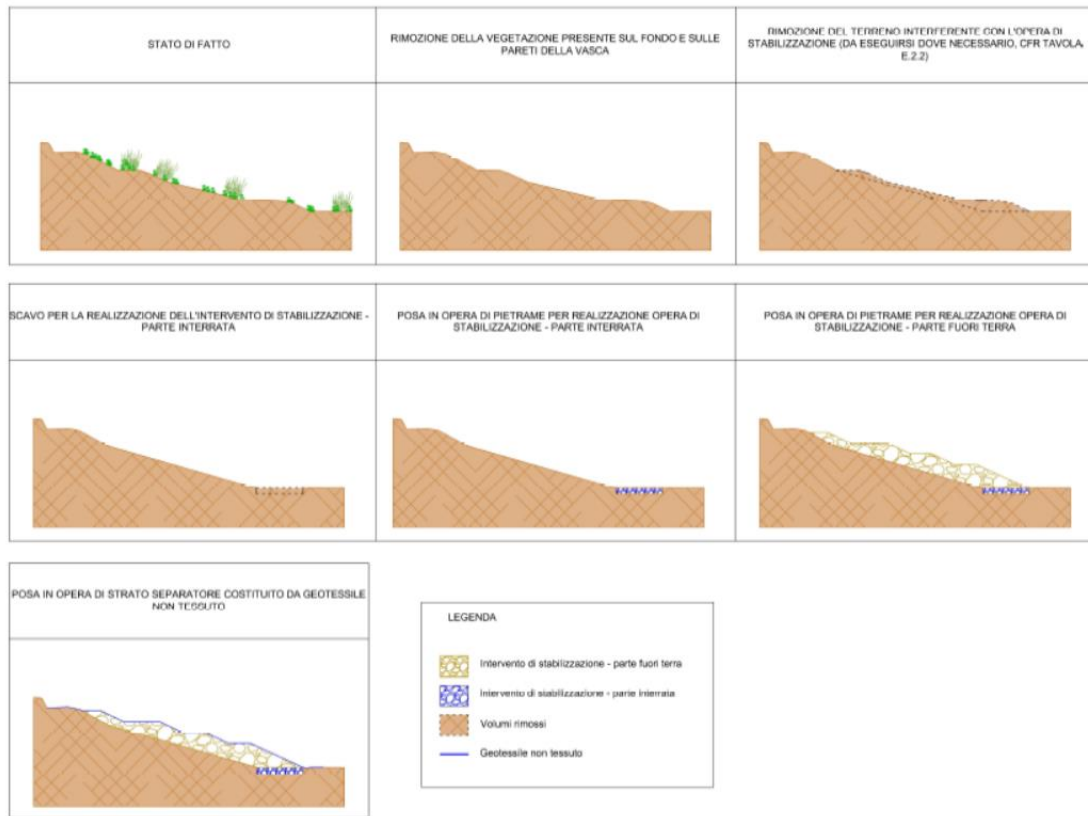 STATO DI FATTO
RIMOZIONE DELLA VEGETAZIONE PRESENTE SUL FONDO E SULLE
PARETI DELLA VASCA
RIMOZIONE DEL TERRENO INTERFERENTE CON L'OPERA DI
STABILIZZAZIONE (DA ESEGUIRSI DOVE NECESSARIO, CFR TAVOLA
E.2.2)
SCAVO PER LA REALIZZAZIONE DELL'INTERVENTO DI STABILIZZAZIONE -
PARTE INTERRATA
POSA IN OPERA DI PIETRAME PER REALIZZAZIONE OPERA DI
STABILIZZAZIONE - PARTE INTERRATA
POSA IN OPERA DI PIETRAME PER REALIZZAZIONE OPERA DI
STABILIZZAZIONE - PARTE FUORI TERRA
POSA IN OPERA DI STRATO SEPARATORE COSTITUITO DA GEOTESSILE
NON TESSUTO
LEGENDA
Intervento di stabilizzazione - parte fuori terra
Intervento di stabilizzazione - parte interrata
Volumi rimossi
Geotessile non tessuto